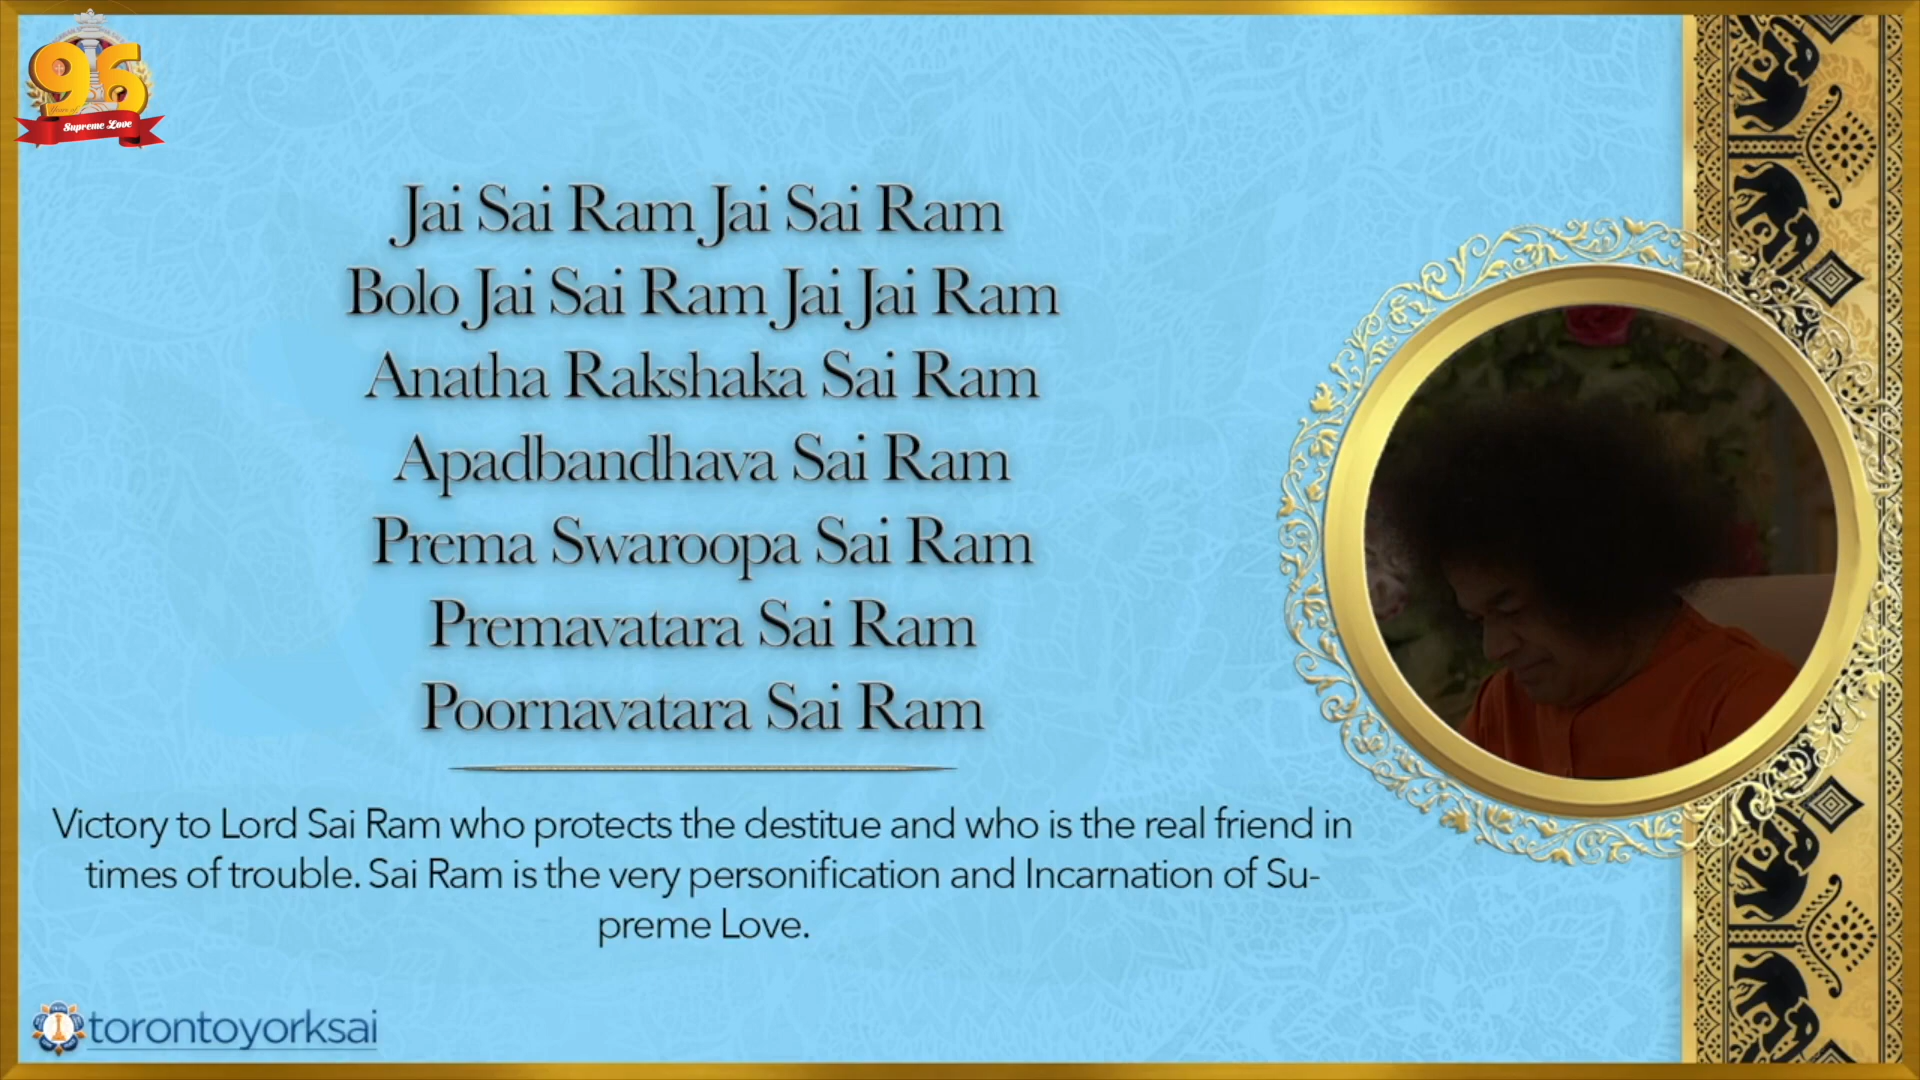 96
Years of
Supreme Love
Jai Sai Ram Jai Sai Ram
Bolo Jai Sai Ram Jai Jai Ram
Anatha Rakshaka Sai Ram
Apadbandhava Sai Ram
Prema Swaroopa Sai Ram
Premavatara Sai Ram
Poornavatara Sai Ram
Victory to Lord Sai Ram who protects the destitue and who is the real friend in
times of trouble. Sai Ram is the very personification and Incarnation of Su-
preme Love.
torontoyorksai